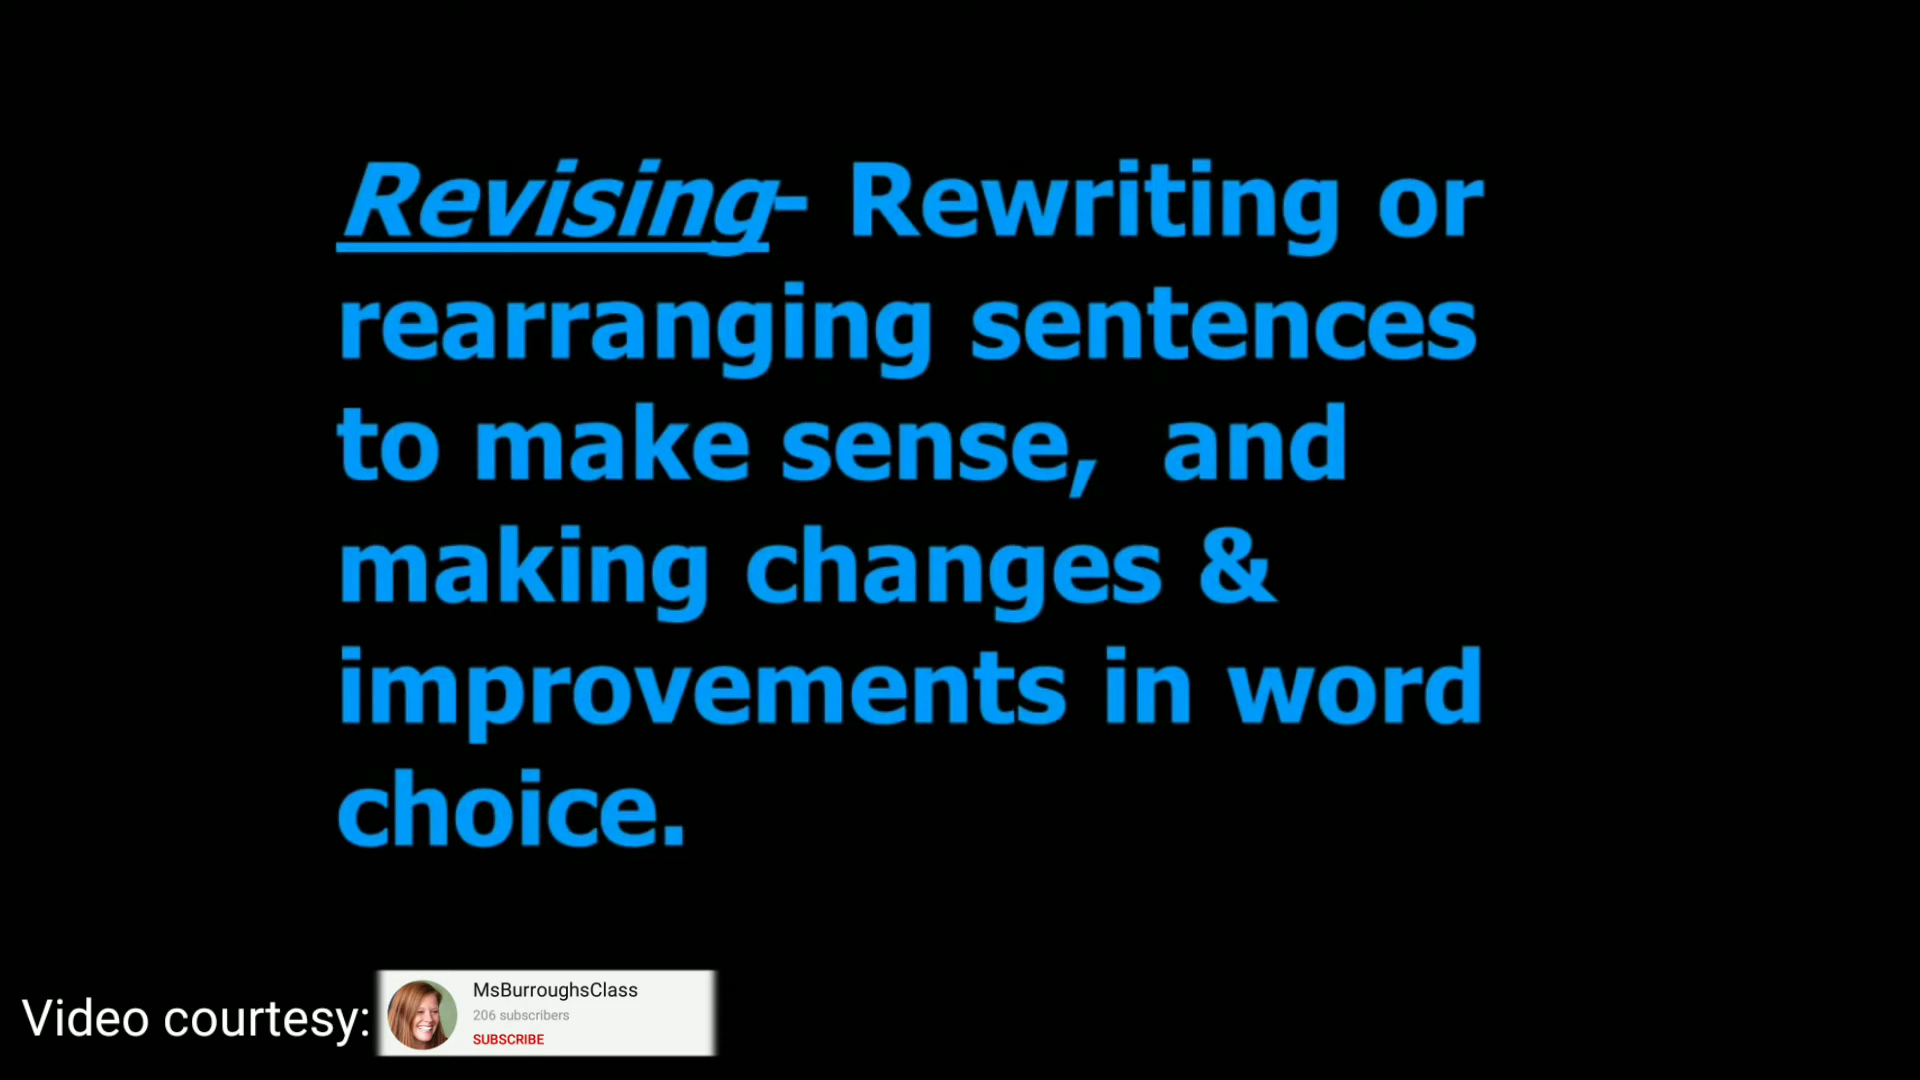 Revising- Rewriting or
rearranging sentences
to make sense,  and
making changes &
improvements in word
choice.
Video courtesy:
MsBurroughsClass
206 subscribers
SUBSCRIBE